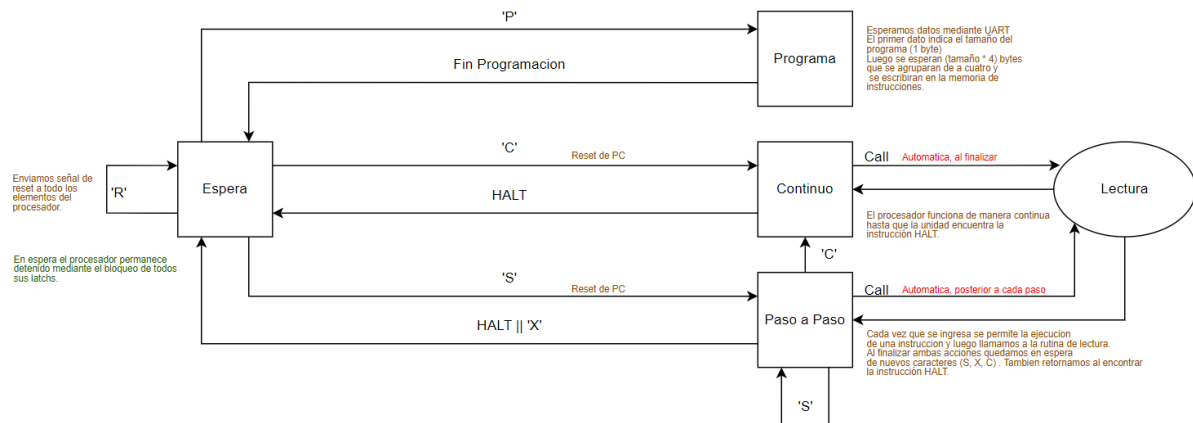 'P'
Esperamos datos mediante UART
El primer dato indica el tamaño del
programa (1 byte)
Luego se esperan (tamaño * 4) bytes
que se agruparan de a cuatro y
se escribiran en la memoria de
instrucciones.
Programa
Fin Programacion
'C'
Reset de PC
Call
Automatica, al finalizar
Enviamos señal de
reset a todo los
elementos del
procesador.
'R'
Espera
HALT
Continuo
Lectura
El procesador funciona de manera continua
hasta que la unidad encuentra la
instrucción HALT.
'C'
En espera el procesador permanece
detenido mediante el bloqueo de todos
sus latchs.
'S'
Reset de PC
Call
Automatica, posterior a cada paso
HALT || 'X'
Paso a Paso
Cada vez que se ingresa se permite la ejecucion
de una instruccion y luego llamamos a la rutina de lectura.
Al finalizar ambas acciones quedamos en espera
de nuevos caracteres (S, X, C) . Tambien retornamos al encontrar
la instrucción HALT.
'S'